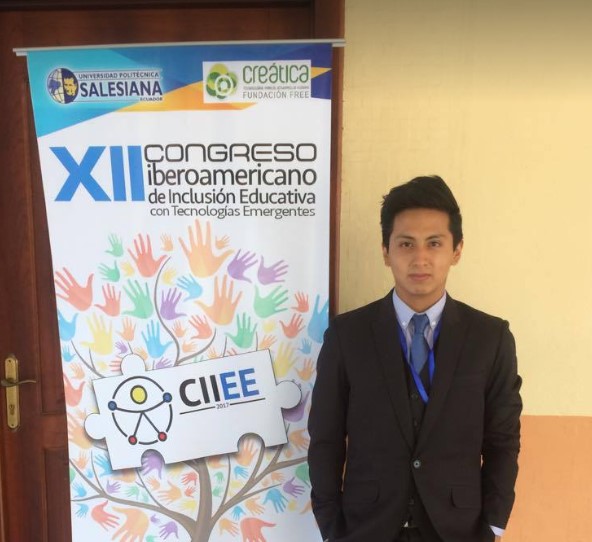 UNIVERSIDAD POLITÉCNICA
SALESIANA
ECUADOR
creática
FUNDACIÓN FREE
XII CONGRESO
iberoamericano
de Inclusión Educativa
con Tecnologías Emergentes
CIIEE
2017